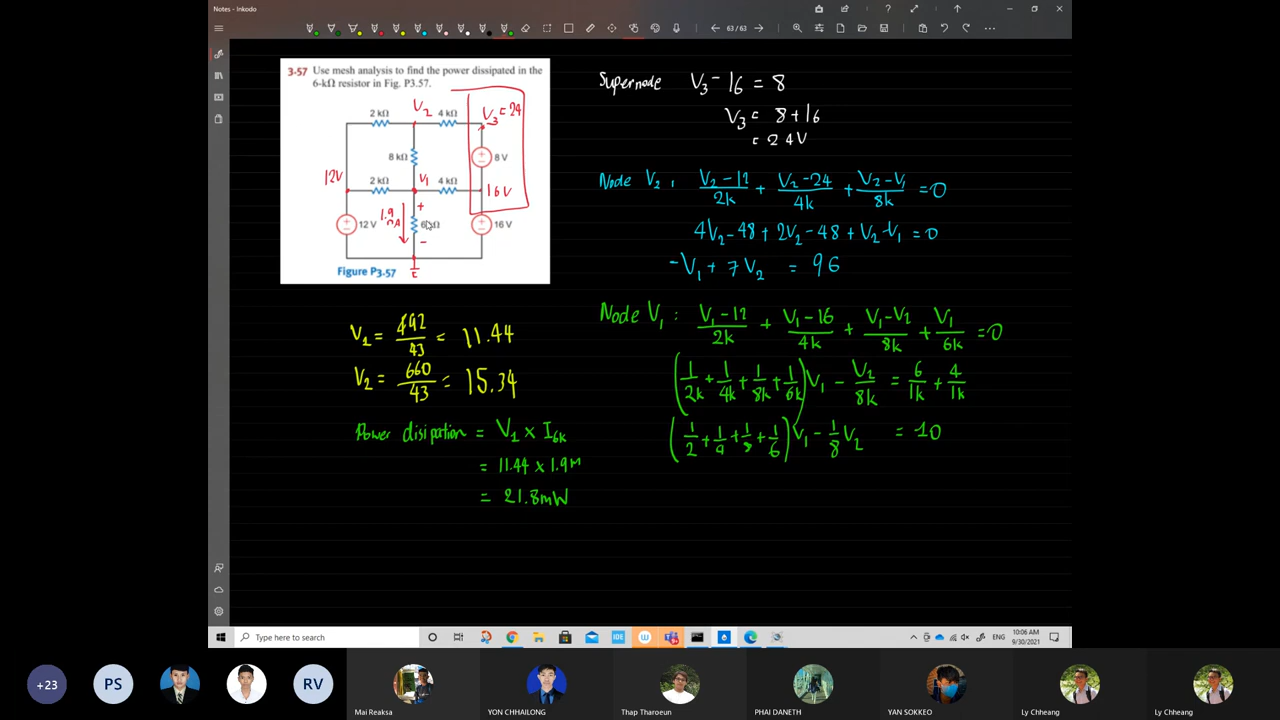 Notes - Inkodo
63 / 63
3-57 Use mesh analysis to find the power dissipated in the
6-kΩ resistor in Fig. P3.57.
V2
V3 = 24
2 kΩ
4 kΩ
8 kΩ
8 V
12V
V1
16V
2 kΩ
4 kΩ
+
1.9
mA
12 V
16 V
-
Figure P3.57
V1 = 492/43 = 11.44
V2 = 660/43 = 15.34
Power disipation = V1 x I6k
= 11.44 x 1.9m
= 21.8mW
Supernode V3 - 16 = 8
V3 = 8 + 16
= 24V
Node V2 : (V2-12)/2k + (V2-24)/4k + (V2-V1)/8k = 0
4V2 - 48 + 2V2 - 48 + V2 - V1 = 0
-V1 + 7V2 = 96
Node V1 : (V1-12)/2k + (V1-16)/4k + (V1-V2)/8k + V1/6k = 0
(1/2k + 1/4k + 1/8k + 1/6k) V1 - V2/8k = 6/1k + 4/1k
(1/2 + 1/4 + 1/8 + 1/6) V1 - 1/8 V2 = 10
Type here to search
IDE
ENG
10:06 AM
9/30/2021
+23
PS
RV
Mai Reaksa
YON CHHAILONG
Thap Tharoeun
PHAI DANETH
YAN SOKKEO
Ly Chheang
Ly Chheang